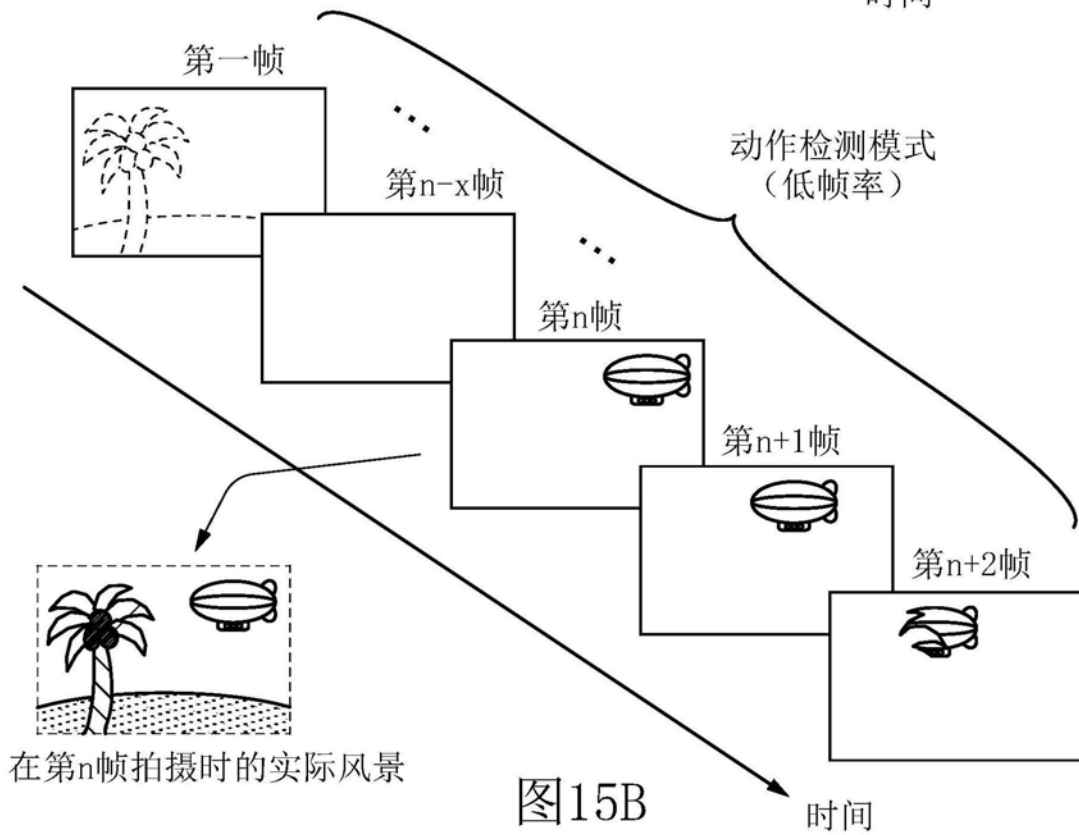 时间
第一帧
动作检测模式
（低帧率）
第n-x帧
第n帧
第n+1帧
第n+2帧
在第n帧拍摄时的实际风景
图15B
时间